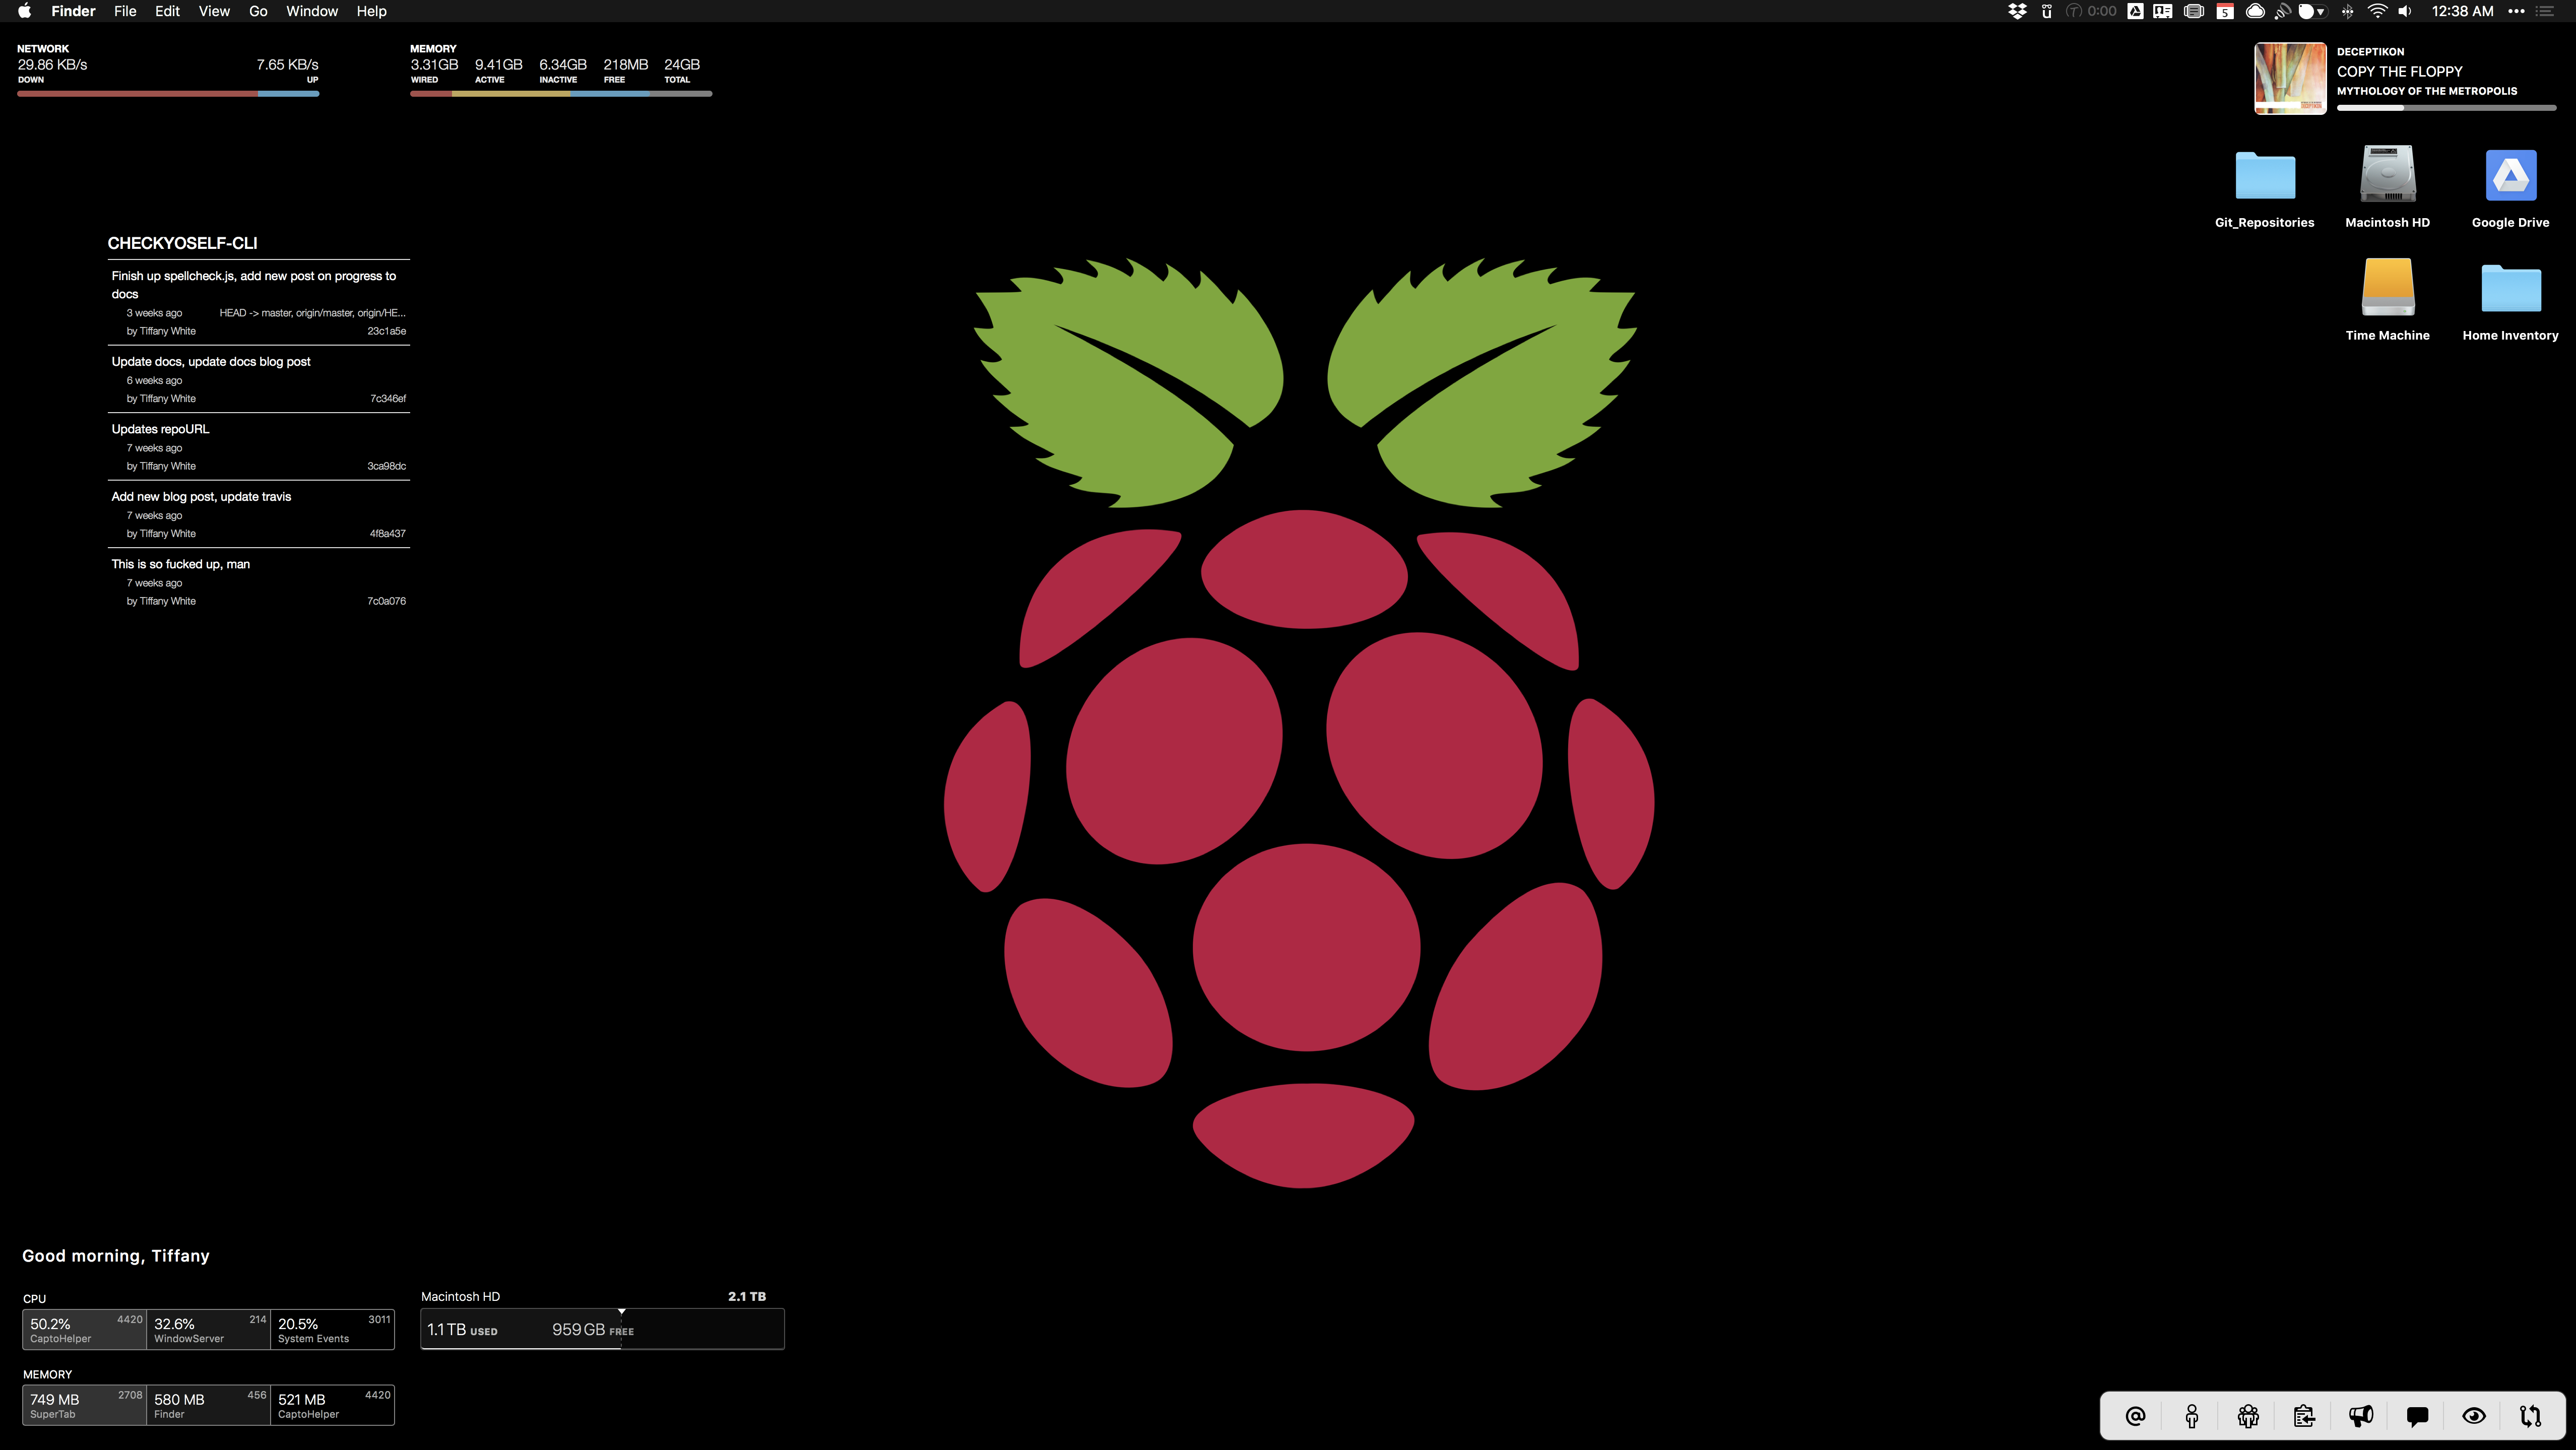 Finder File Edit View Go Window Help
0:00 5 12:38 AM
NETWORK
29.86 KB/s 7.65 KB/s
DOWN UP
MEMORY
3.31GB 9.41GB 6.34GB 218MB 24GB
WIRED ACTIVE INACTIVE FREE TOTAL
DECEPTIKON
COPY THE FLOPPY
MYTHOLOGY OF THE METROPOLIS
Git_Repositories Macintosh HD Google Drive
Time Machine Home Inventory
CHECKYOSELF-CLI
Finish up spellcheck.js, add new post on progress to
docs
3 weeks ago HEAD -> master, origin/master, origin/HE...
by Tiffany White 23c1a5e
Update docs, update docs blog post
6 weeks ago
by Tiffany White 7c346ef
Updates repoURL
7 weeks ago
by Tiffany White 3ca98dc
Add new blog post, update travis
7 weeks ago
by Tiffany White 4f8a437
This is so fucked up, man
7 weeks ago
by Tiffany White 7c0a076
Good morning, Tiffany
CPU
50.2% 4420 32.6% 214 20.5% 3011
CaptoHelper WindowServer System Events
Macintosh HD 2.1 TB
1.1 TB USED 959 GB FREE
MEMORY
749 MB 2708 580 MB 456 521 MB 4420
SuperTab Finder CaptoHelper